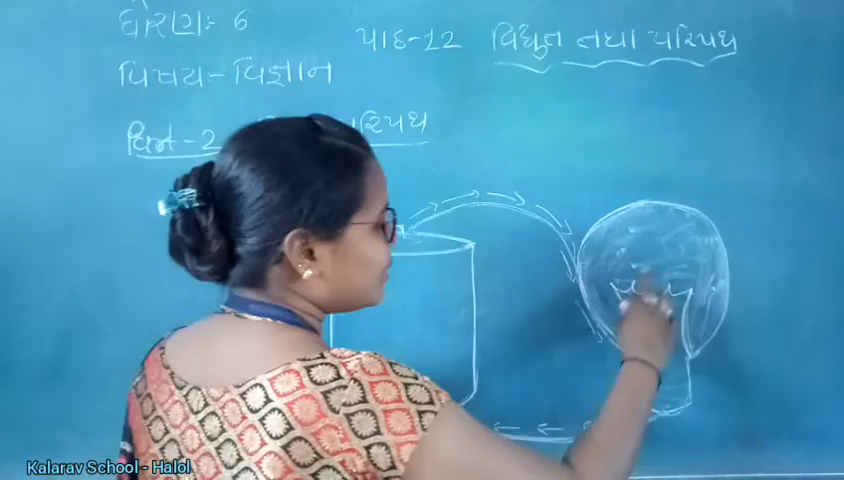 ધોરણ: 6
પાઠ-12 વિદ્યુત તથા પરિપથ
વિષય-વિજ્ઞાન
ચિત્ર-2 પરિપથ
Kalarav School - Halol